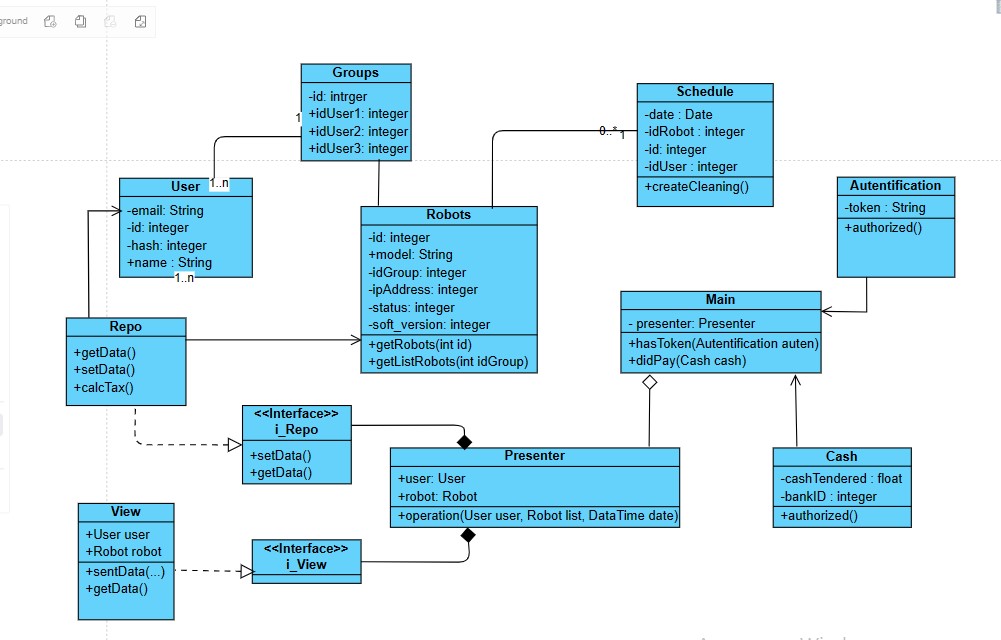 ground
Groups
-id: intrger
+idUser1: integer
+idUser2: integer
+idUser3: integer
1
1..n
Schedule
-date : Date
-idRobot : integer
-id: integer
-idUser : integer
+createCleaning()
0..*
1
User
-email: String
-id: integer
-hash: integer
+name : String
1..n
Robots
-id: integer
+model: String
-idGroup: integer
-ipAddress: integer
-status: integer
-soft_version: integer
+getRobots(int id)
+getListRobots(int idGroup)
Autentification
-token : String
+authorized()
Main
- presenter: Presenter
+hasToken(Autentification auten)
+didPay(Cash cash)
Repo
+getData()
+setData()
+calcTax()
<<Interface>>
i_Repo
+setData()
+getData()
Presenter
+user: User
+robot: Robot
+operation(User user, Robot list, DataTime date)
Cash
-cashTendered : float
-bankID : integer
+authorized()
View
+User user
+Robot robot
+sentData(...)
+getData()
<<Interface>>
i_View